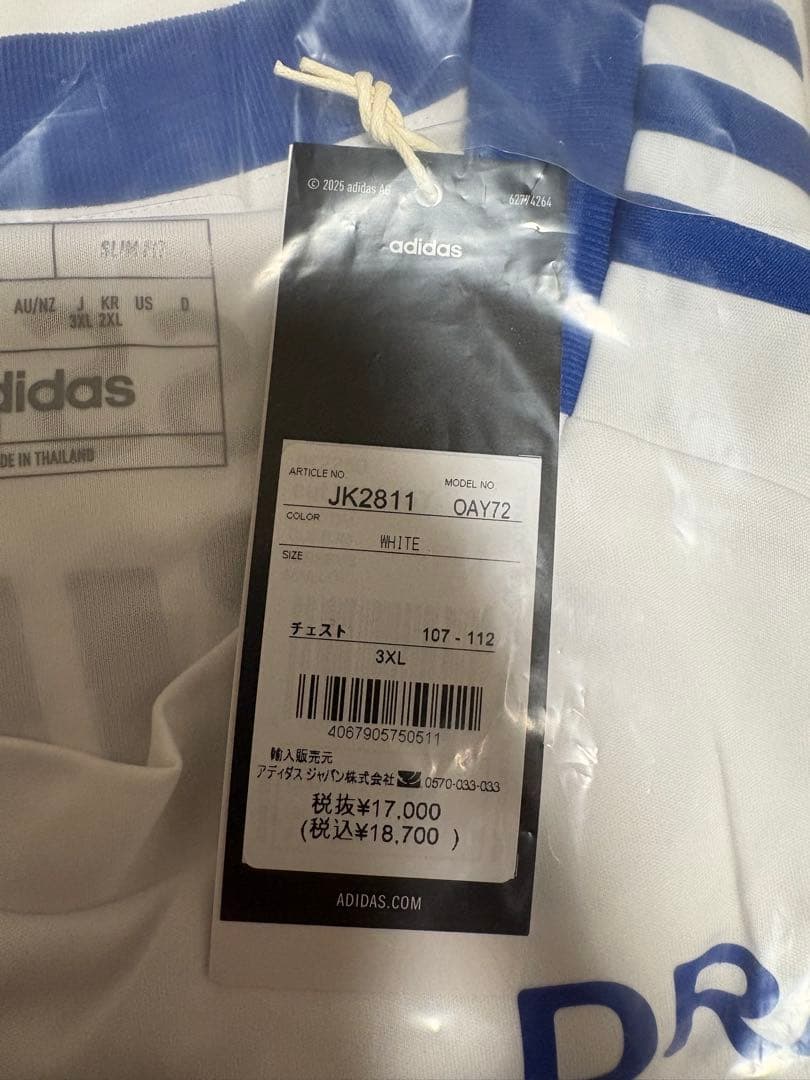 © 2025 adidas AG
adidas
SLIM FIT
AU/NZ J KR US D
3XL 2XL
adidas
DE IN THAILAND
ARTICLE NO.
MODEL NO.
JK2811
OAY72
COLOR
WHITE
SIZE
チェスト 107 - 112
3XL
4067905750511
輸入販売元
アディダス ジャパン株式会社 0570-033-033
税抜¥17,000
(税込¥18,700 )
ADIDAS.COM
DR